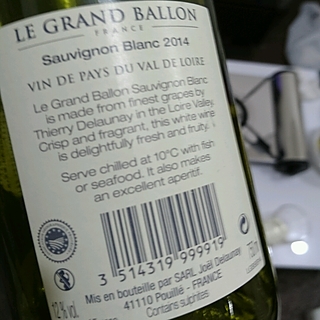 LE GRAND BALLON
FRANCE
Sauvignon Blanc 2014
VIN DE PAYS DU VAL DE LOIRE
Le Grand Ballon Sauvignon Blanc
is made from finest grapes by
Thierry Delaunay in the Loire Valley.
Crisp and fragrant, this white wine
is delightfully fresh and fruity.
Serve chilled at 10°C with fish
or seafood. It also makes
an excellent aperitif.
3 514319 999919
12% vol
Mis en bouteille par SARL Joël Delaunay
41110 Pouillé - FRANCE
Contains sulphites